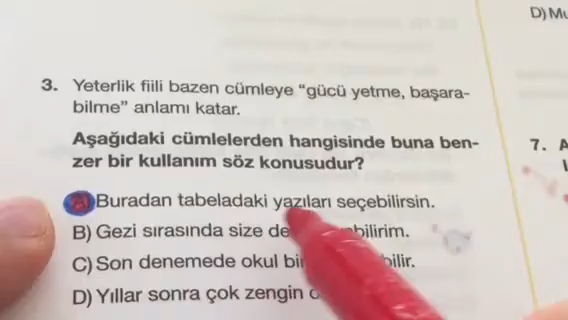 D) Mu
3. Yeterlik fiili bazen cümleye “gücü yetme, başara-
bilme” anlamı katar.
Aşağıdaki cümlelerden hangisinde buna ben-
zer bir kullanım söz konusudur?
7. A
A) Buradan tabeladaki yazıları seçebilirsin.
B) Gezi sırasında size de bilirim.
C) Son denemede okul bir bilir.
D) Yıllar sonra çok zengin